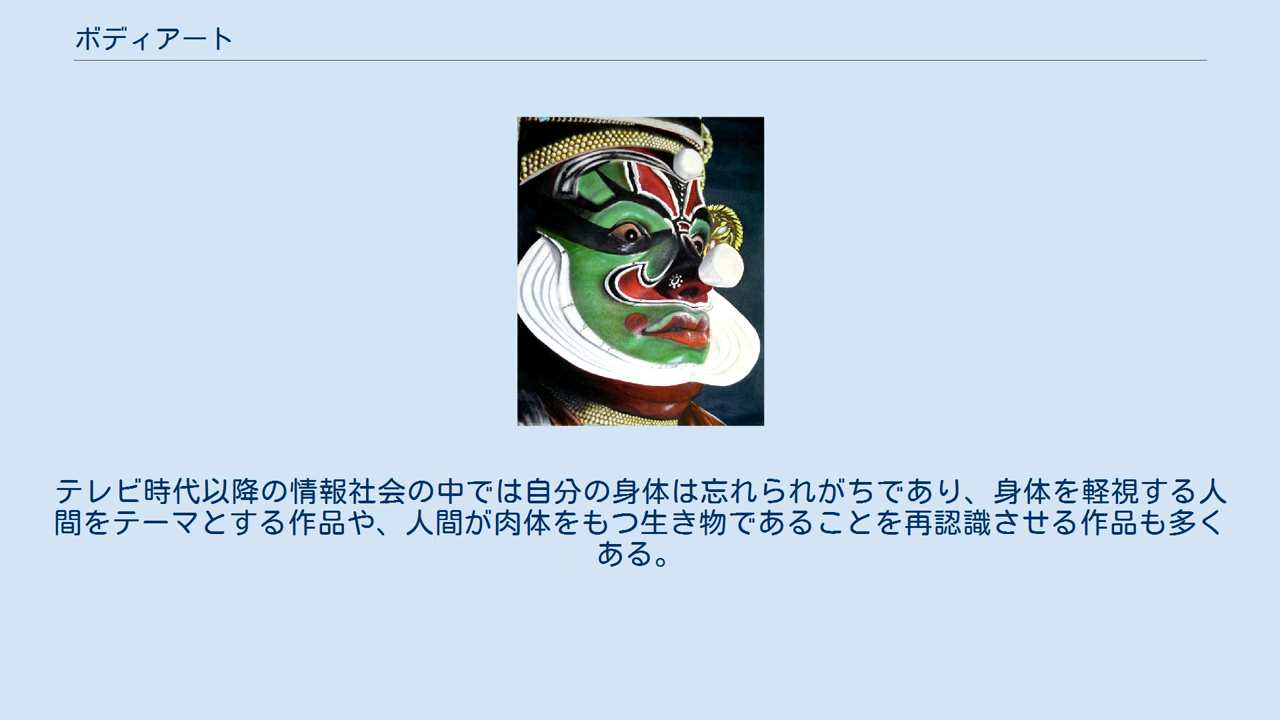 ボディアート
テレビ時代以降の情報社会の中では自分の身体は忘れられがちであり、身体を軽視する人
間をテーマとする作品や、人間が肉体をもつ生き物であることを再認識させる作品も多く
ある。